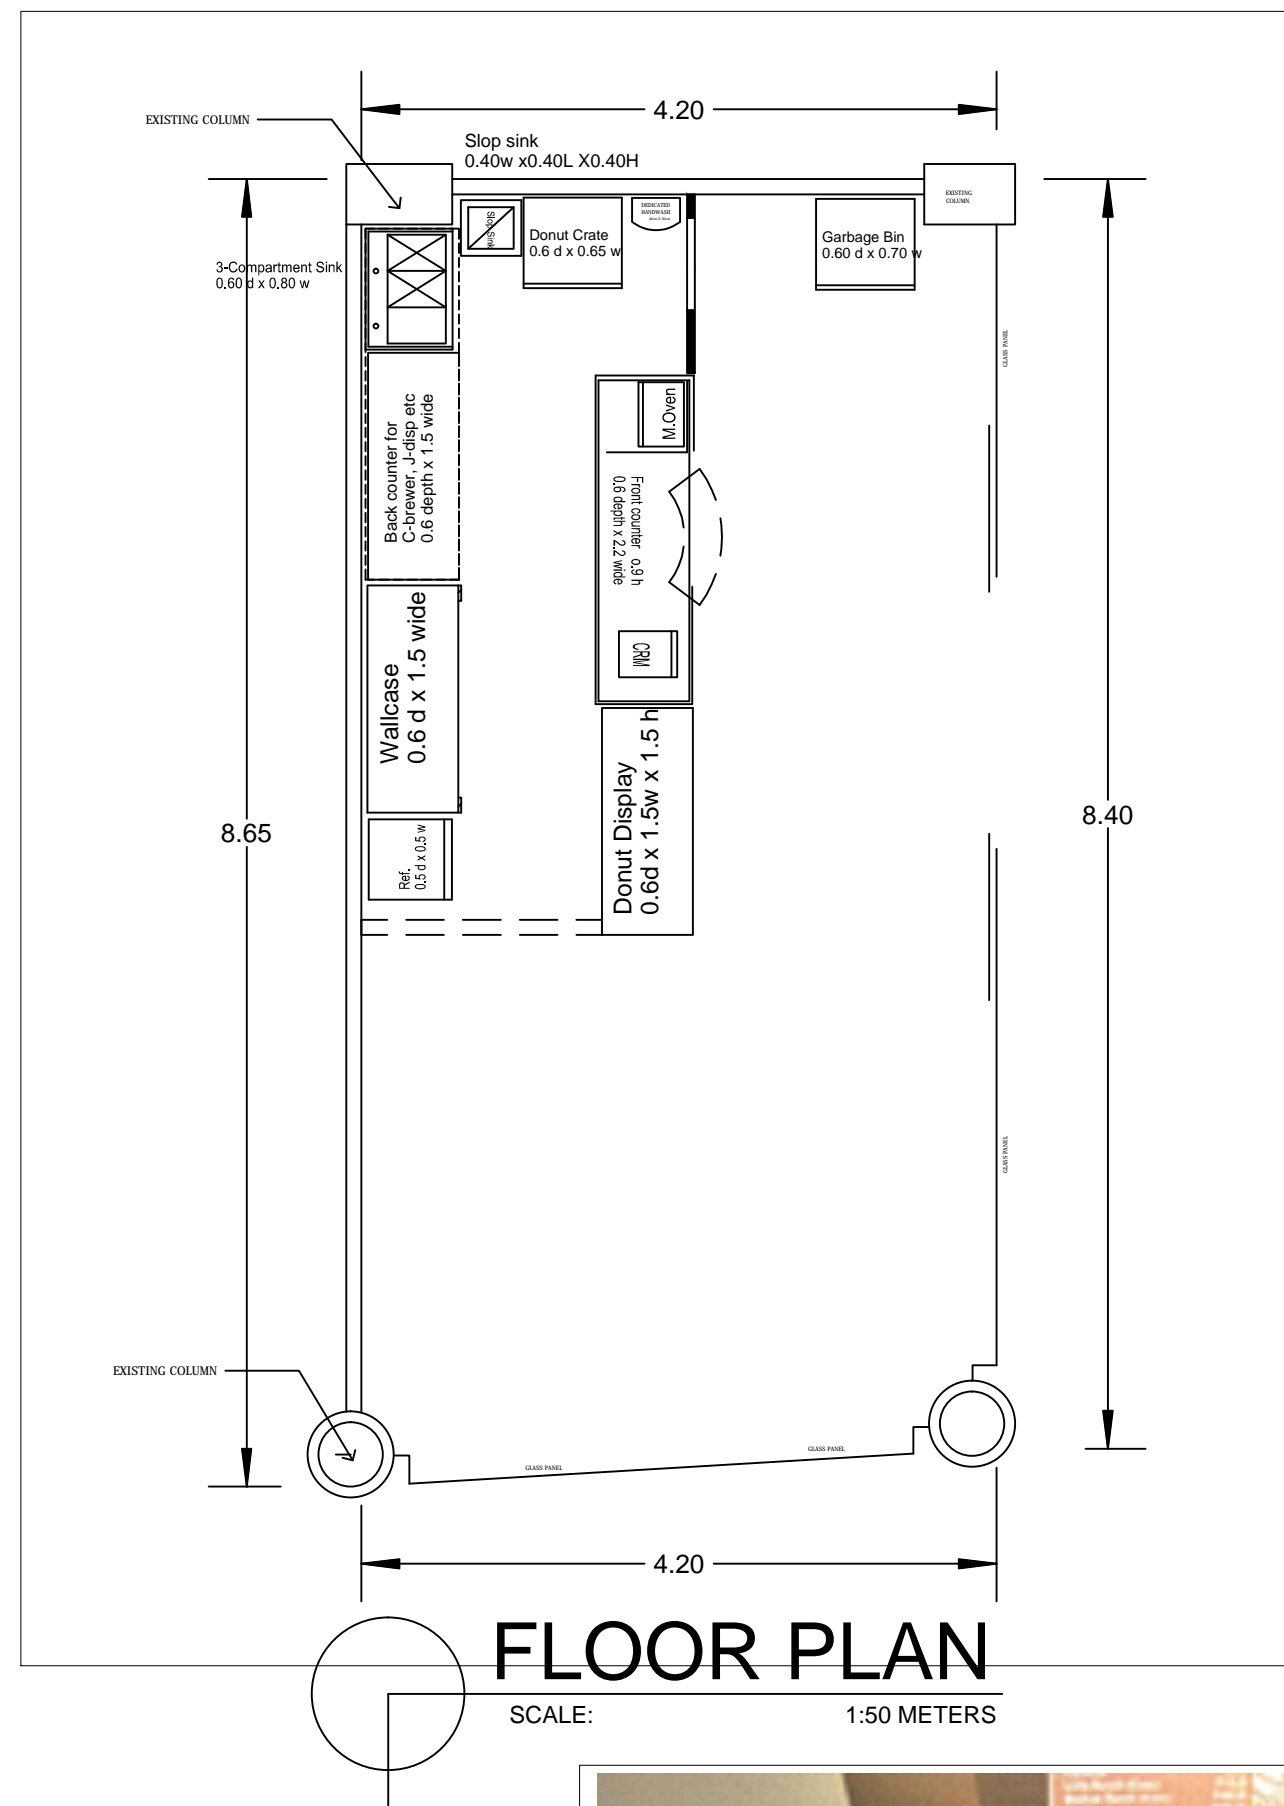 4.20
EXISTING COLUMN
Slop sink
0.40w x0.40L X0.40H
EXISTING
COLUMN
DEDICATED
HANDWASH
Slop Sink
Donut Crate
0.6 d x 0.65 w
Garbage Bin
0.60 d x 0.70 w
3-Compartment Sink
0.60 d x 0.80 w
GLASS PANEL
M.Oven
Back counter for
C-brewer, J-disp etc
0.6 depth x 1.5 wide
Front counter o.9 h
0.6 depth x 2.2 wide
Wallcase
0.6 d x 1.5 wide
CRM
Donut Display
0.6d x 1.5w x 1.5 h
8.65
8.40
Ref.
0.5 d x 0.5 w
GLASS PANEL
EXISTING COLUMN
GLASS PANEL
GLASS PANEL
4.20
FLOOR PLAN
SCALE: 1:50 METERS